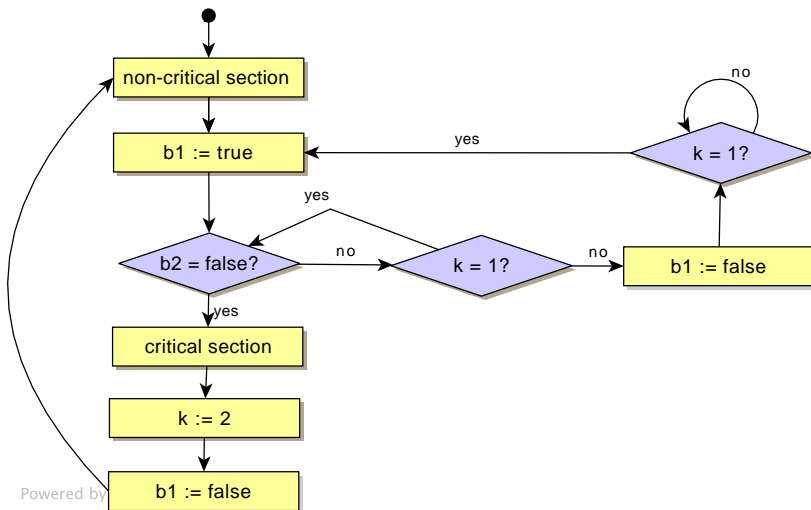 non-critical section
no
k = 1?
yes
b1 := true
yes
b2 = false?
no
k = 1?
no
b1 := false
yes
critical section
k := 2
Powered by
b1 := false